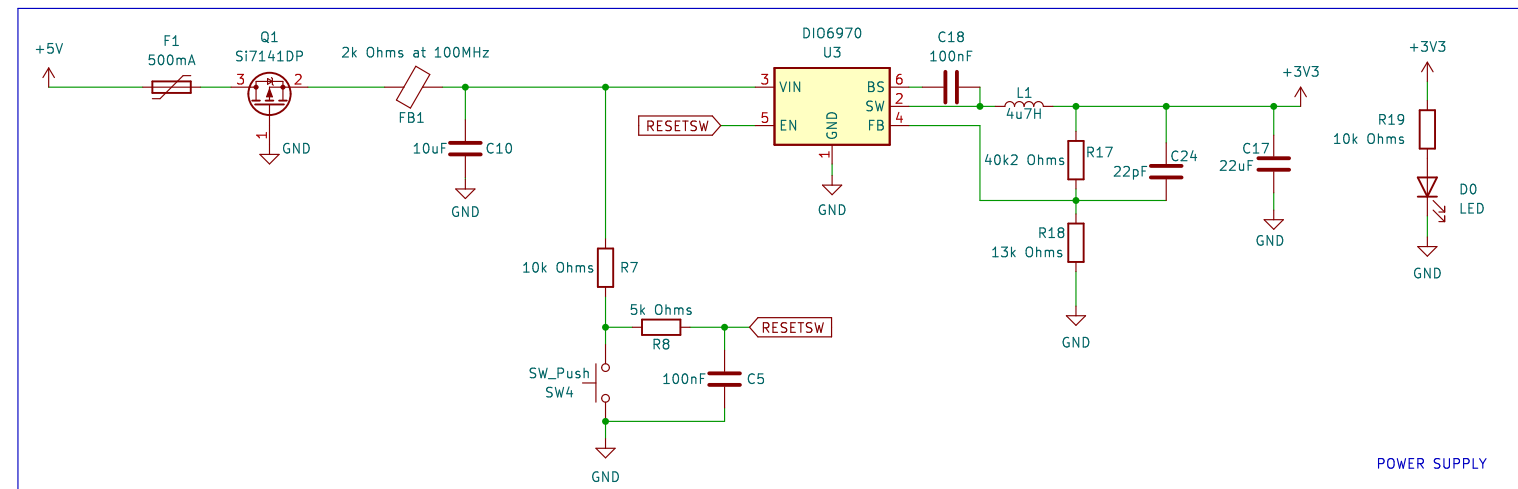 +5V
F1
500mA
Q1
Si7141DP
3
2
1
GND
2k Ohms at 100MHz
FB1
10uF
C10
GND
DIO6970
U3
3
VIN
BS
6
SW
2
5
EN
FB
4
GND
1
GND
RESETSW
C18
100nF
L1
4u7H
+3V3
40k2 Ohms
R17
C24
22pF
C17
22uF
GND
R18
13k Ohms
GND
+3V3
R19
10k Ohms
D0
LED
GND
10k Ohms
R7
5k Ohms
R8
RESETSW
SW_Push
SW4
100nF
C5
GND
POWER SUPPLY